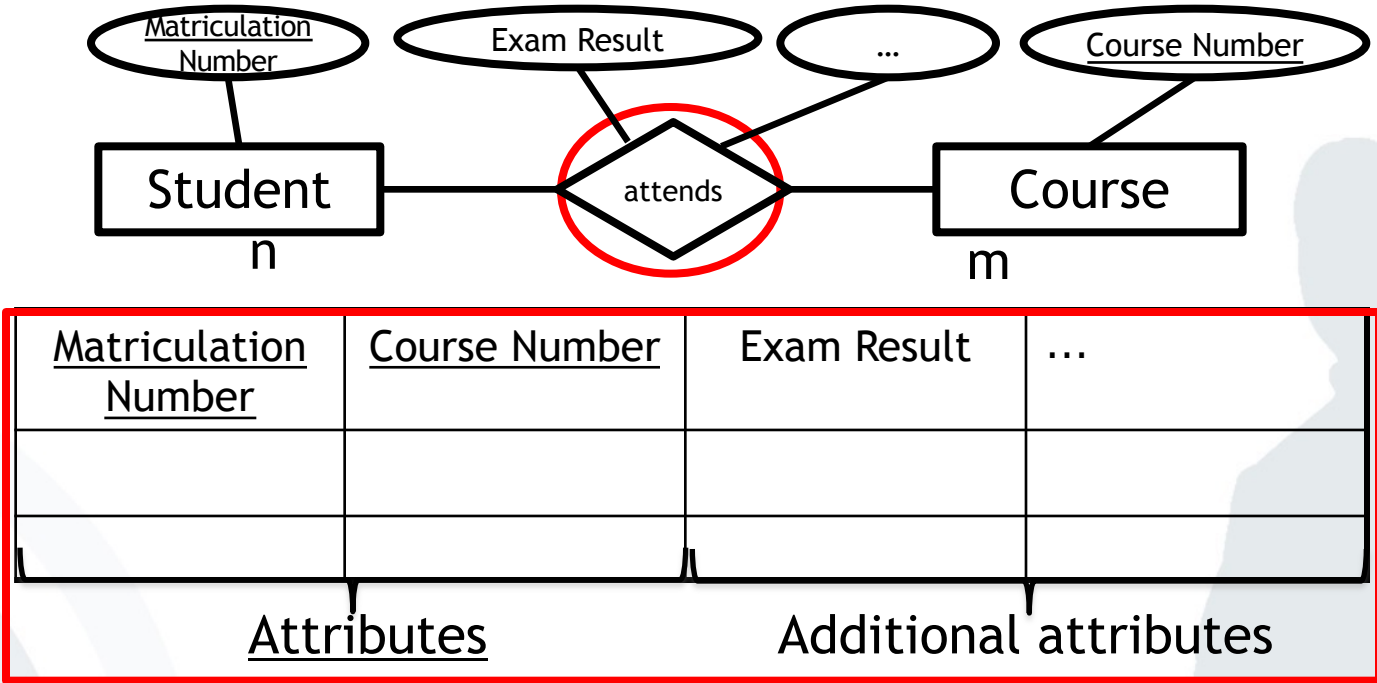 Matriculation
Number
Exam Result
…
Course Number
Student
attends
Course
n
m
Matriculation
Number
Course Number
Exam Result
...
Attributes
Additional attributes